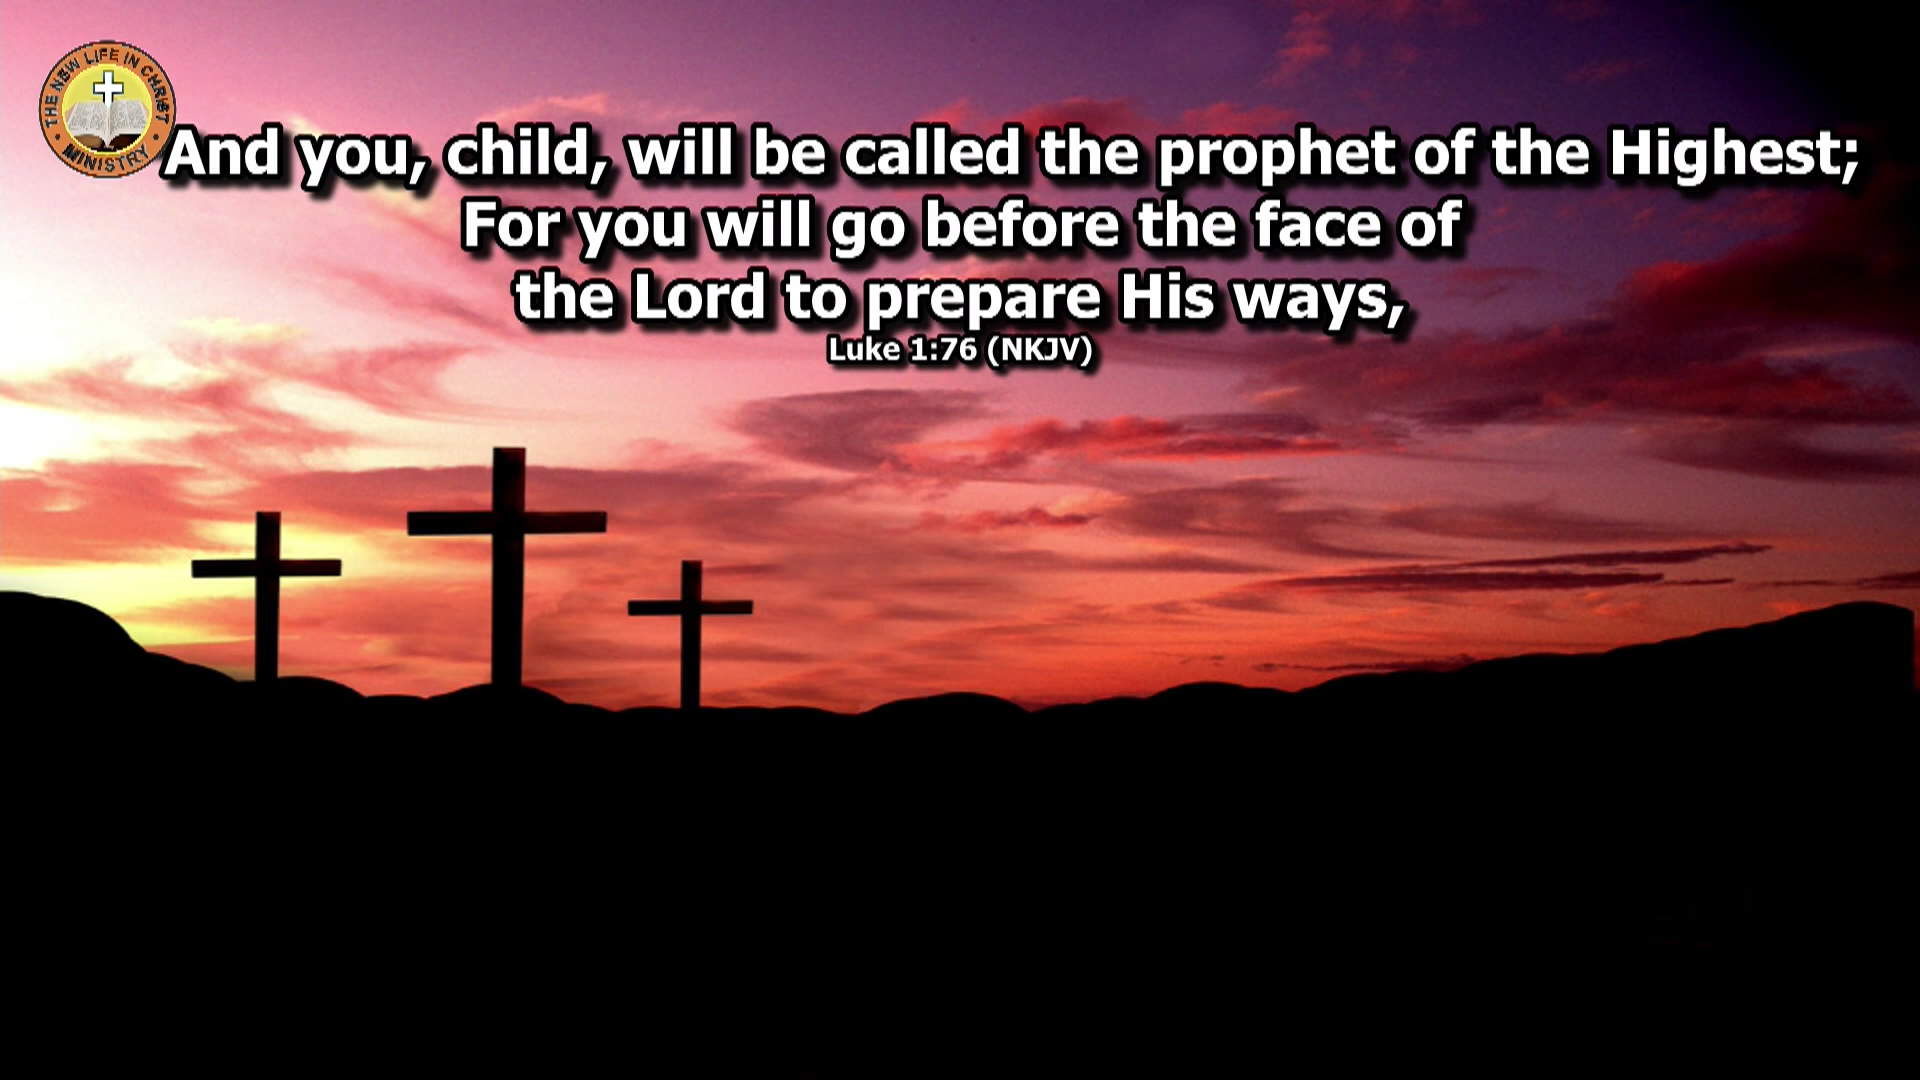 THE NEW LIFE IN CHRIST
MINISTRY
And you, child, will be called the prophet of the Highest;
For you will go before the face of
the Lord to prepare His ways,
Luke 1:76 (NKJV)